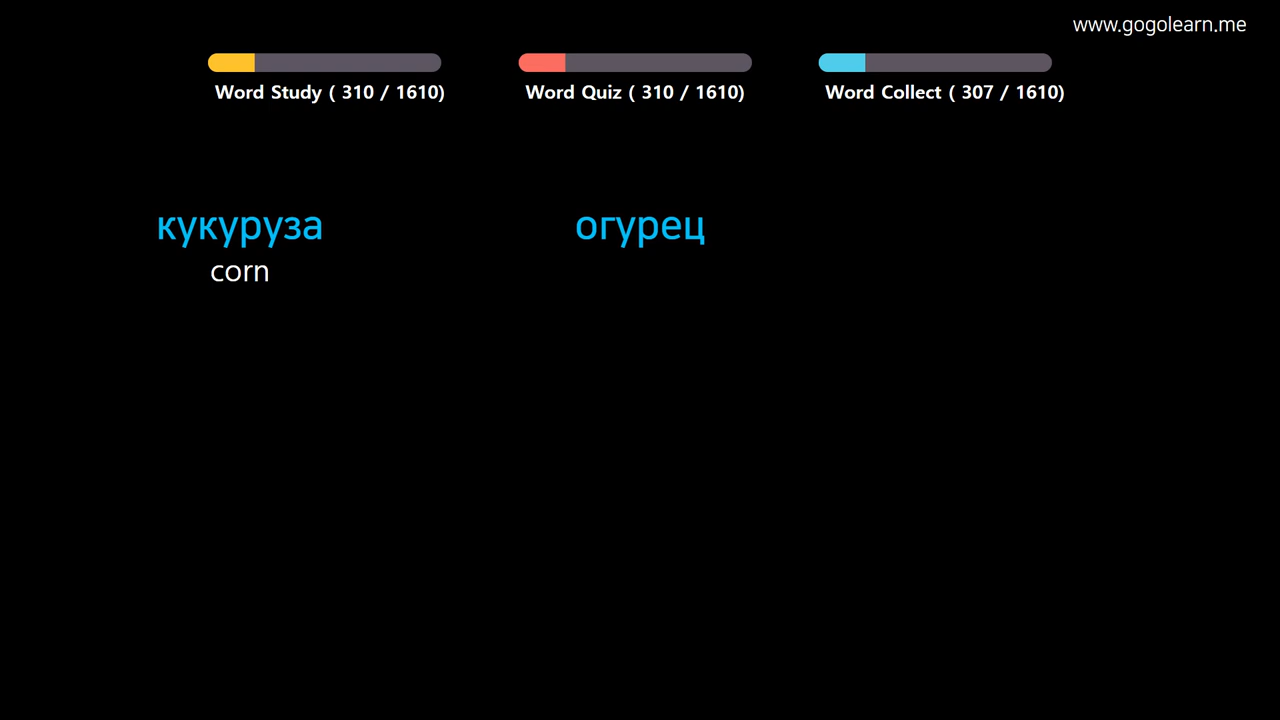 www.gogolearn.me
Word Study ( 310 / 1610)
Word Quiz ( 310 / 1610)
Word Collect ( 307 / 1610)
кукуруза
corn
огурец